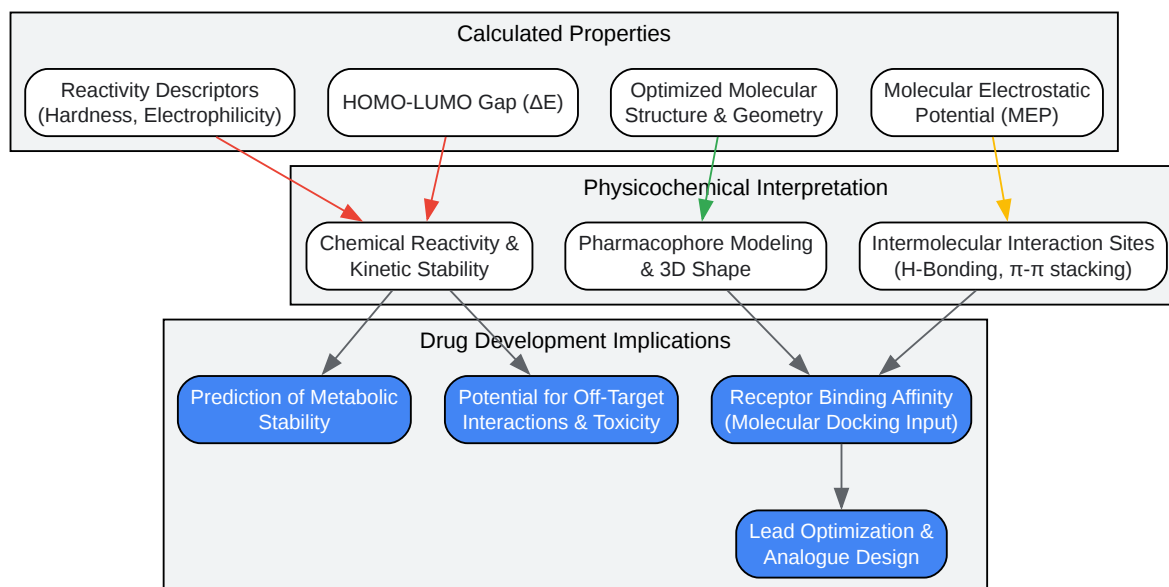 Calculated Properties
Reactivity Descriptors
(Hardness, Electrophilicity)
HOMO-LUMO Gap (ΔE)
Optimized Molecular
Structure & Geometry
Molecular Electrostatic
Potential (MEP)
Physicochemical Interpretation
Chemical Reactivity &
Kinetic Stability
Pharmacophore Modeling
& 3D Shape
Intermolecular Interaction Sites
(H-Bonding, π-π stacking)
Drug Development Implications
Prediction of Metabolic
Stability
Potential for Off-Target
Interactions & Toxicity
Receptor Binding Affinity
(Molecular Docking Input)
Lead Optimization &
Analogue Design